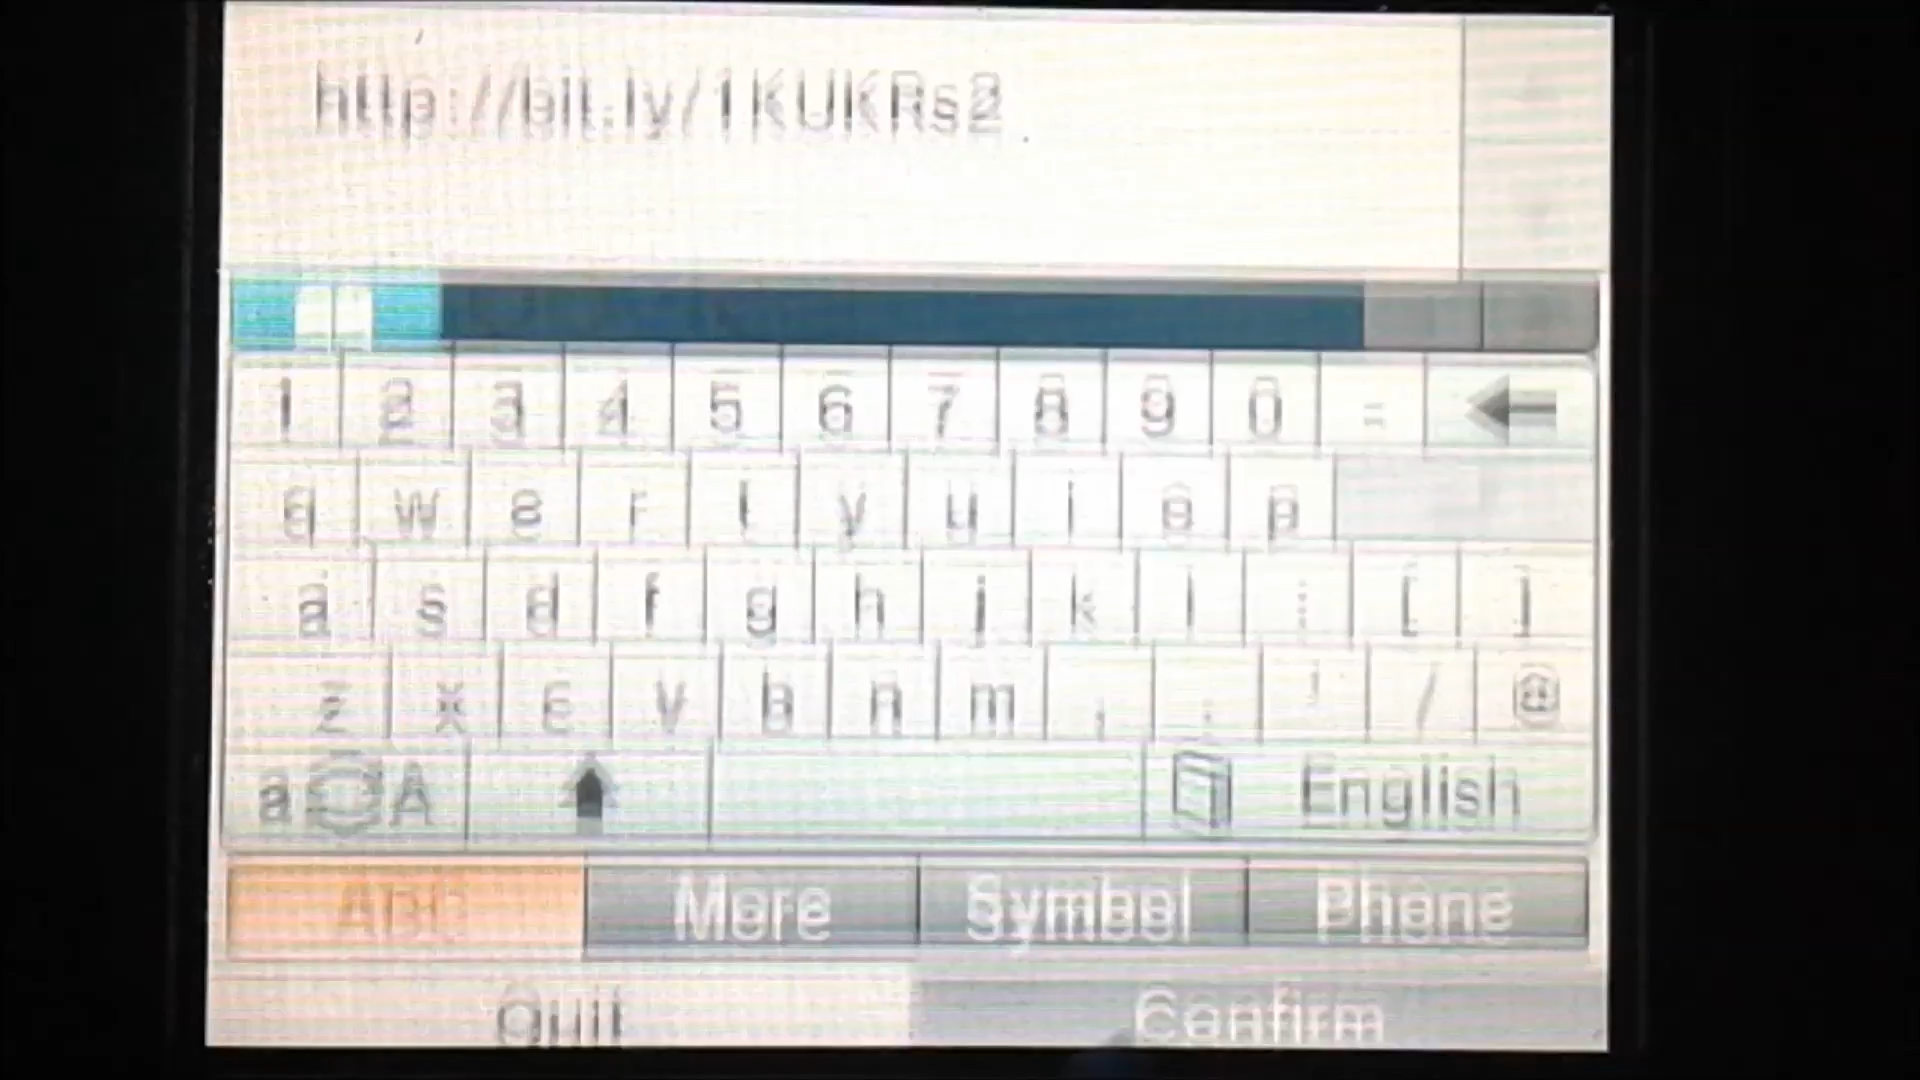 http://bit.ly/1KUKRs2
1 2 3 4 5 6 7 8 9 0 =
q w e r t y u i o p
a s d f g h j k l : [ ]
z x c v b n m , . ' / @
a A English
ABC More Symbol Phone
Quit Confirm